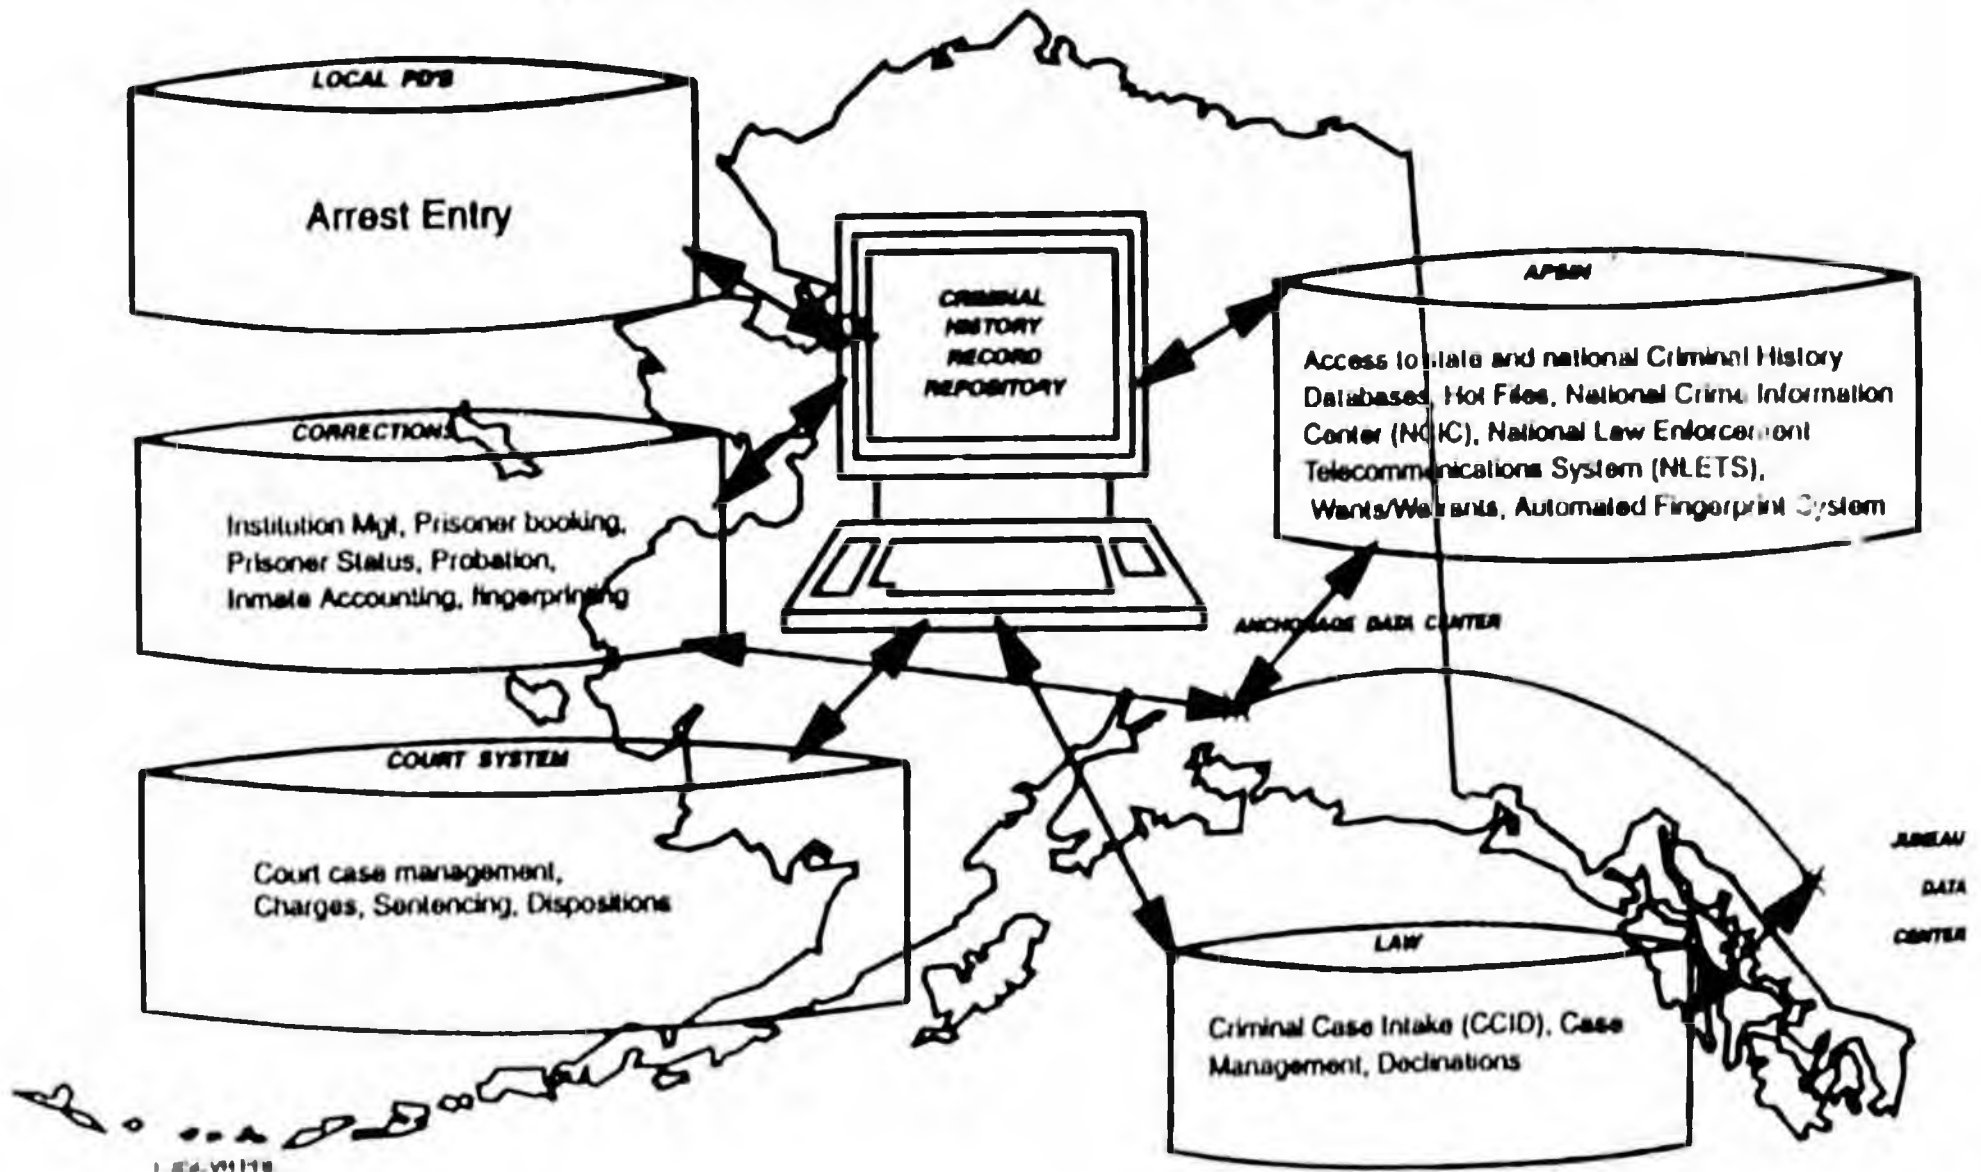 LOCAL PD'S
Arrest Entry
CRIMINAL
HISTORY
RECORD
REPOSITORY
APSIN
Access to state and national Criminal History
Databases, Hot Files, National Crime Information
Center (NCIC), National Law Enforcement
Telecommunications System (NLETS),
Wants/Warrants, Automated Fingerprint System
CORRECTIONS
Institution Mgt, Prisoner booking,
Prisoner Status, Probation,
Inmate Accounting, fingerprinting
ANCHORAGE DATA CENTER
COURT SYSTEM
Court case management,
Charges, Sentencing, Dispositions
JUNEAU
DATA
CENTER
LAW
Criminal Case Intake (CCID), Case
Management, Declinations